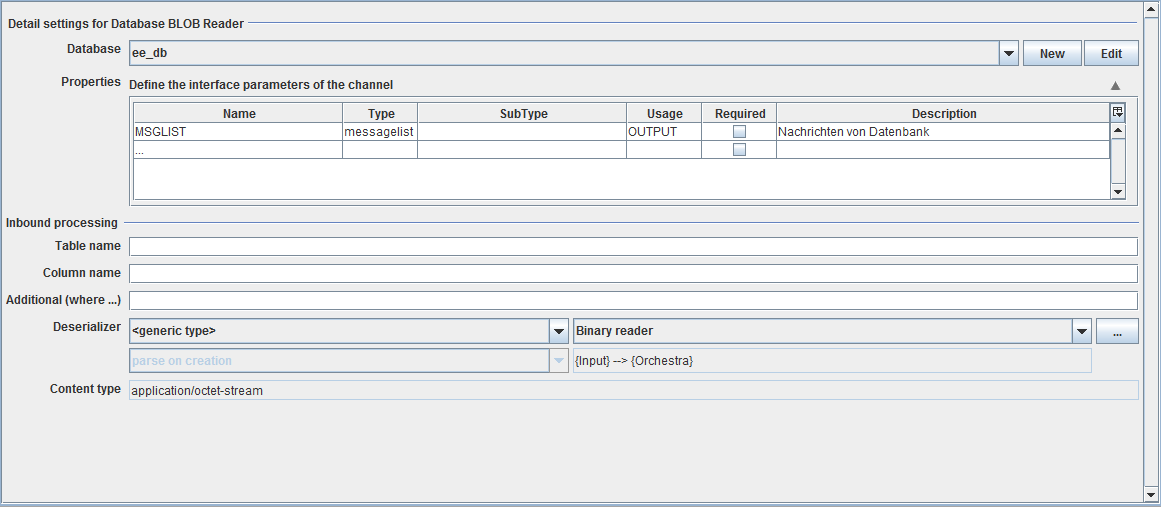 Detail settings for Database BLOB Reader
Database ee_db New Edit
Properties Define the interface parameters of the channel
Name Type SubType Usage Required Description
MSGLIST messagelist OUTPUT Nachrichten von Datenbank
...
Inbound processing
Table name
Column name
Additional (where ...)
Deserializer <generic type> Binary reader ...
parse on creation {Input} --> {Orchestra}
Content type application/octet-stream